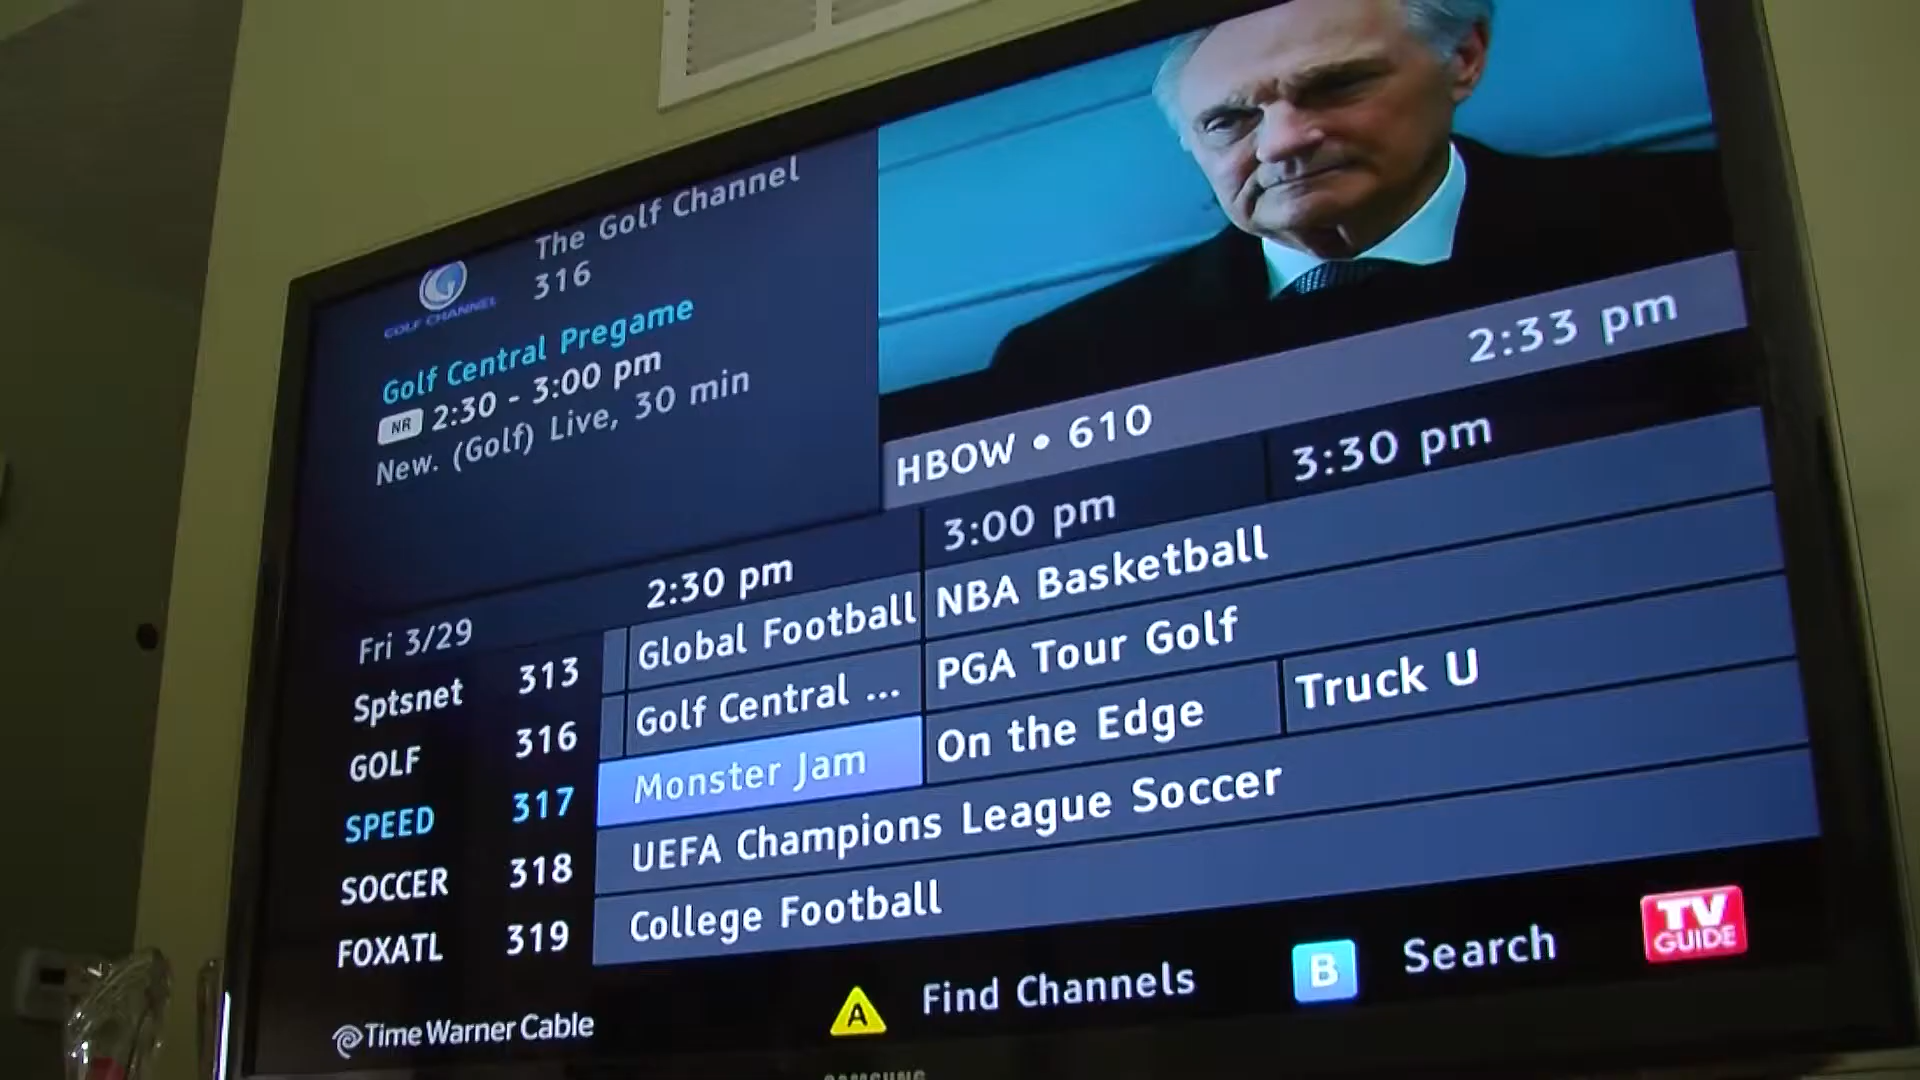 The Golf Channel
316
GOLF CHANNEL
Golf Central Pregame
NR 2:30 - 3:00 pm
New. (Golf) Live, 30 min
2:33 pm
HBOW • 610
Fri 3/29 2:30 pm 3:00 pm 3:30 pm
Sptsnet 313 Global Football NBA Basketball
GOLF 316 Golf Central ... PGA Tour Golf
SPEED 317 Monster Jam On the Edge Truck U
SOCCER 318 UEFA Champions League Soccer
FOXATL 319 College Football
Time Warner Cable A Find Channels B Search TV GUIDE
SAMSUNG